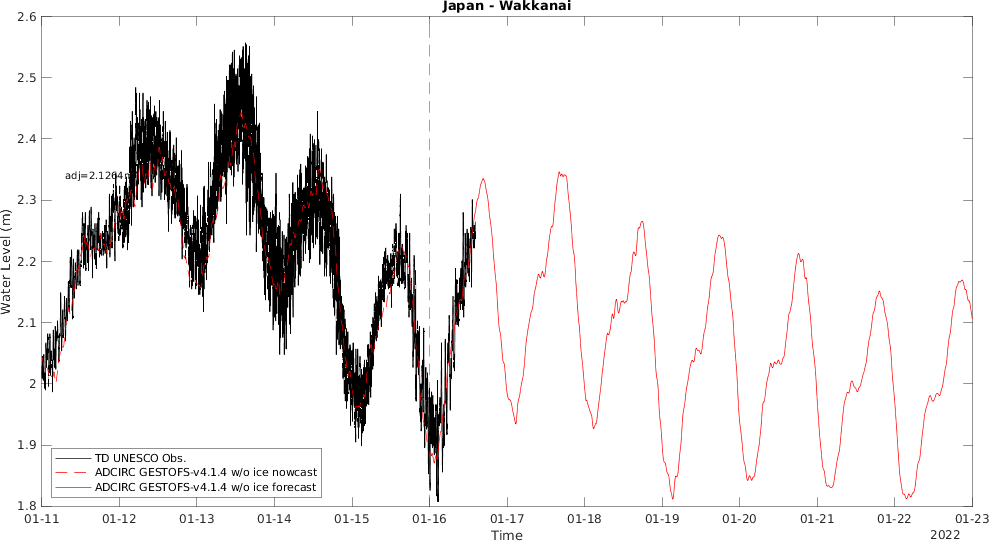 Japan - Wakkanai
2.6
2.5
2.4
2.3
2.2
2.1
2
1.9
1.8
Water Level (m)
adj=2.1264m
TD UNESCO Obs.
ADCIRC GESTOFS-v4.1.4 w/o ice nowcast
ADCIRC GESTOFS-v4.1.4 w/o ice forecast
01-11 01-12 01-13 01-14 01-15 01-16 01-17 01-18 01-19 01-20 01-21 01-22 01-23
Time
2022